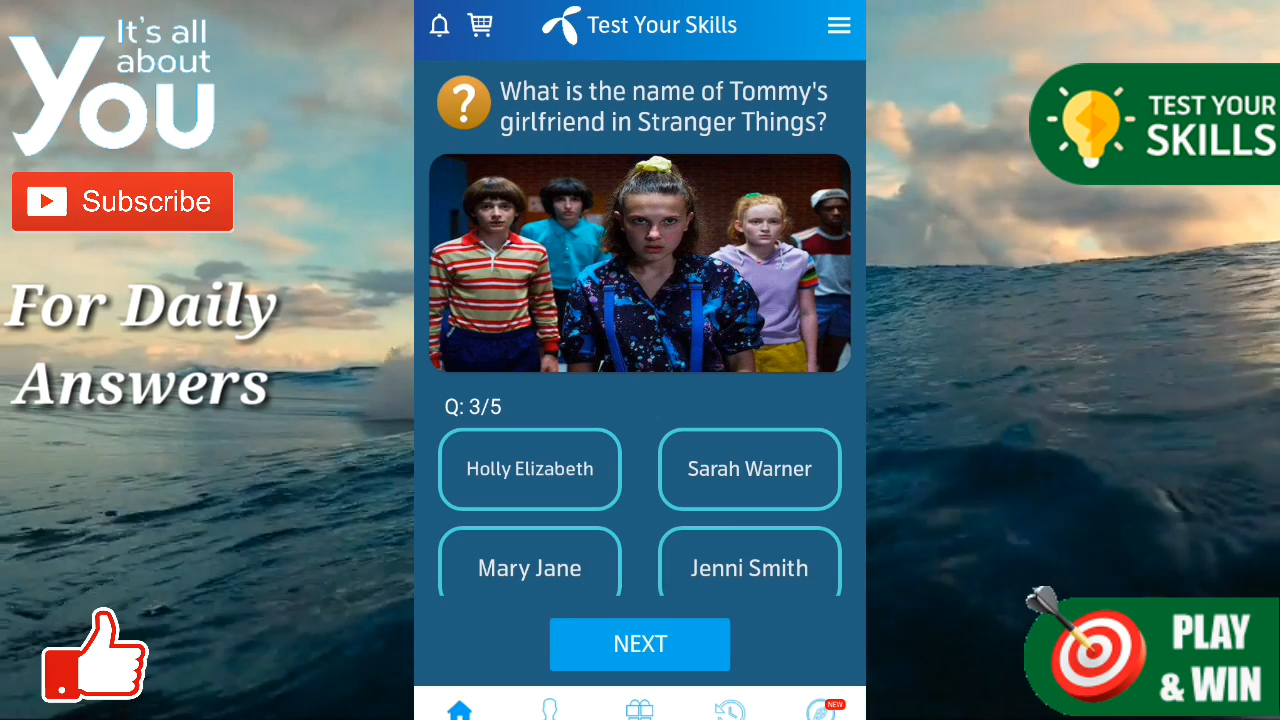 It's all
about
You
Subscribe
For Daily
Answers
Test Your Skills
?
What is the name of Tommy's
girlfriend in Stranger Things?
Q: 3/5
Holly Elizabeth
Sarah Warner
Mary Jane
Jenni Smith
NEXT
NEW
TEST YOUR
SKILLS
PLAY
& WIN